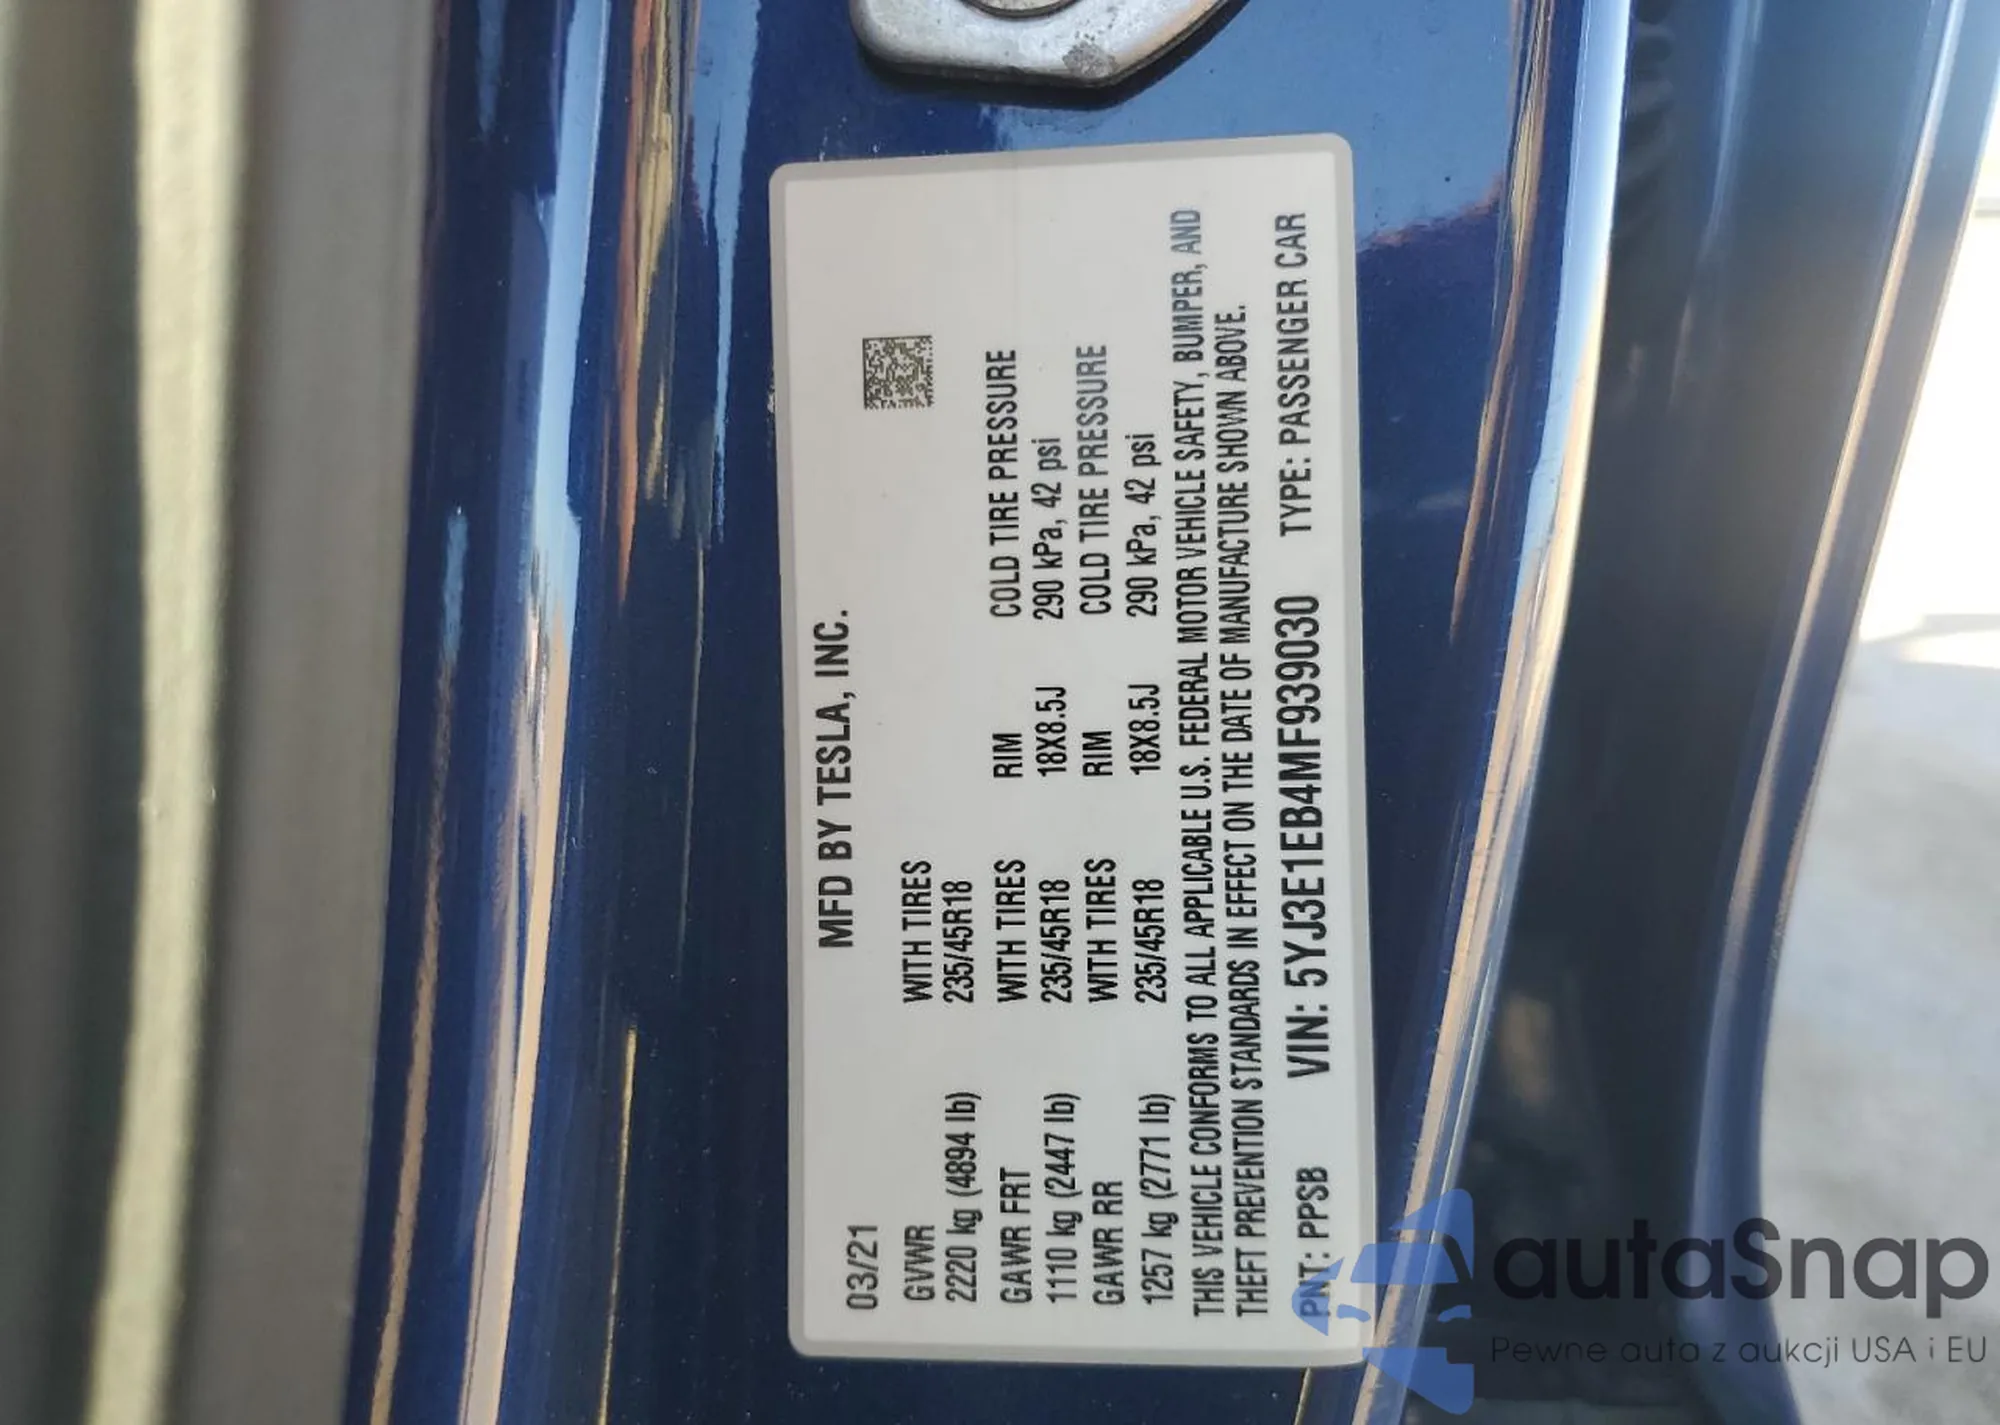 MFD BY TESLA, INC.
03/21
GVWR WITH TIRES
2220 kg (4894 lb) 235/45R18
GAWR FRT WITH TIRES RIM COLD TIRE PRESSURE
1110 kg (2447 lb) 235/45R18 18X8.5J 290 kPa, 42 psi
GAWR RR WITH TIRES RIM COLD TIRE PRESSURE
1257 kg (2771 lb) 235/45R18 18X8.5J 290 kPa, 42 psi
THIS VEHICLE CONFORMS TO ALL APPLICABLE U.S. FEDERAL MOTOR VEHICLE SAFETY, BUMPER, AND
THEFT PREVENTION STANDARDS IN EFFECT ON THE DATE OF MANUFACTURE SHOWN ABOVE.
PNT: PPSB VIN: 5YJ3E1EB4MF939030 TYPE: PASSENGER CAR
autaSnap
Pewne auta z aukcji USA i EU